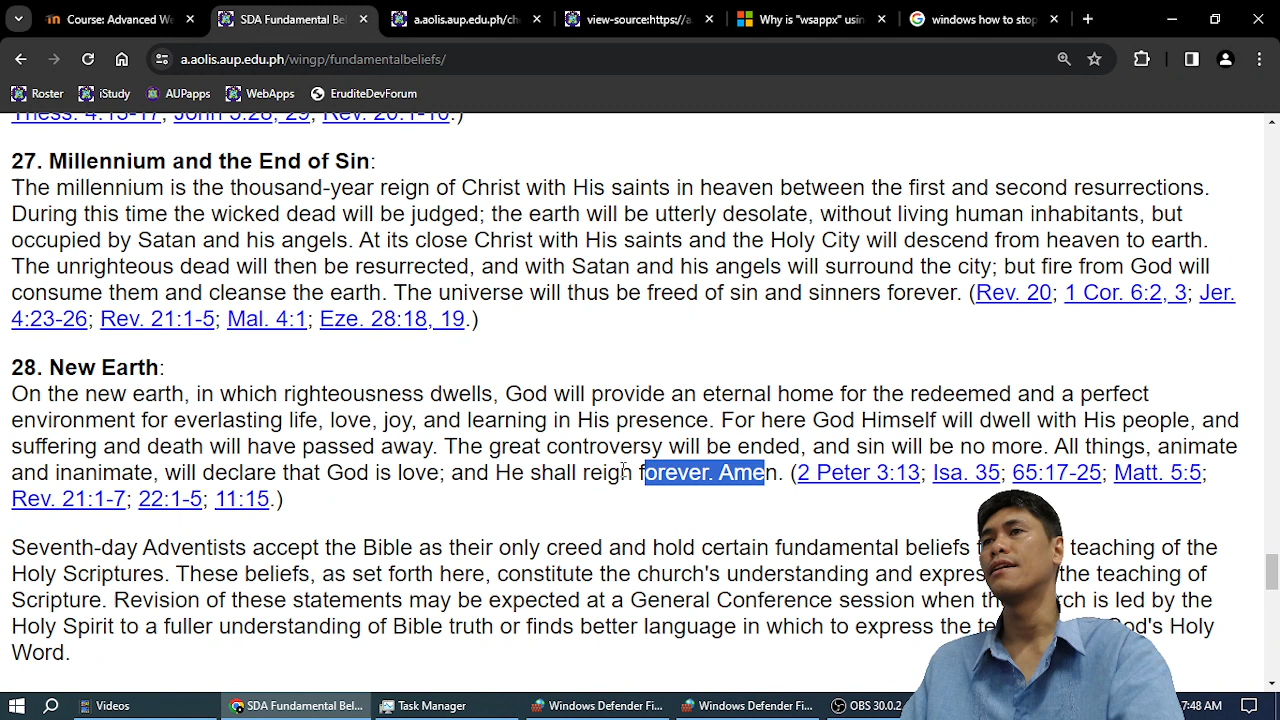 Course: Advanced We
SDA Fundamental Bel
a.aolis.aup.edu.ph/ch
view-source:https://a.
Why is "wsappx" usin
windows how to stop
a.aolis.aup.edu.ph/wingp/fundamentalbeliefs/
Roster iStudy AUPapps WebApps EruditeDevForum
Thess. 4:13-17; John 5:28, 29; Rev. 20:1-10.)
27. Millennium and the End of Sin:
The millennium is the thousand-year reign of Christ with His saints in heaven between the first and second resurrections.
During this time the wicked dead will be judged; the earth will be utterly desolate, without living human inhabitants, but
occupied by Satan and his angels. At its close Christ with His saints and the Holy City will descend from heaven to earth.
The unrighteous dead will then be resurrected, and with Satan and his angels will surround the city; but fire from God will
consume them and cleanse the earth. The universe will thus be freed of sin and sinners forever. (Rev. 20; 1 Cor. 6:2, 3; Jer.
4:23-26; Rev. 21:1-5; Mal. 4:1; Eze. 28:18, 19.)
28. New Earth:
On the new earth, in which righteousness dwells, God will provide an eternal home for the redeemed and a perfect
environment for everlasting life, love, joy, and learning in His presence. For here God Himself will dwell with His people, and
suffering and death will have passed away. The great controversy will be ended, and sin will be no more. All things, animate
and inanimate, will declare that God is love; and He shall reign forever. Amen. (2 Peter 3:13; Isa. 35; 65:17-25; Matt. 5:5;
Rev. 21:1-7; 22:1-5; 11:15.)
Seventh-day Adventists accept the Bible as their only creed and hold certain fundamental beliefs teaching of the
Holy Scriptures. These beliefs, as set forth here, constitute the church's understanding and expres the teaching of
Scripture. Revision of these statements may be expected at a General Conference session when th rch is led by the
Holy Spirit to a fuller understanding of Bible truth or finds better language in which to express the te od's Holy
Word.
Videos
SDA Fundamental Bel...
Task Manager
Windows Defender Fi...
Windows Defender Fi...
OBS 30.0.2
7:48 AM